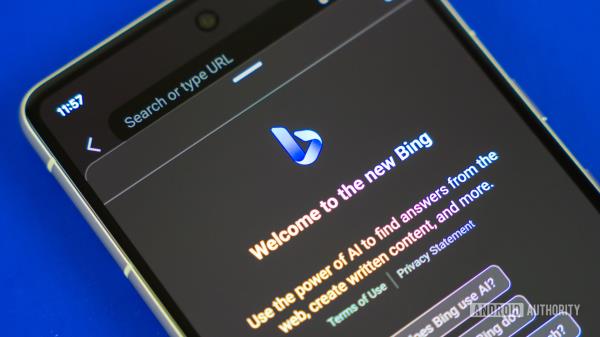 11:57
Search or type URL
Welcome to the new Bing
Use the power of AI to find answers from the
web, create written content, and more.
Terms of Use | Privacy Statement
does Bing use AI?
Bing do
ANDROID AUTHORITY